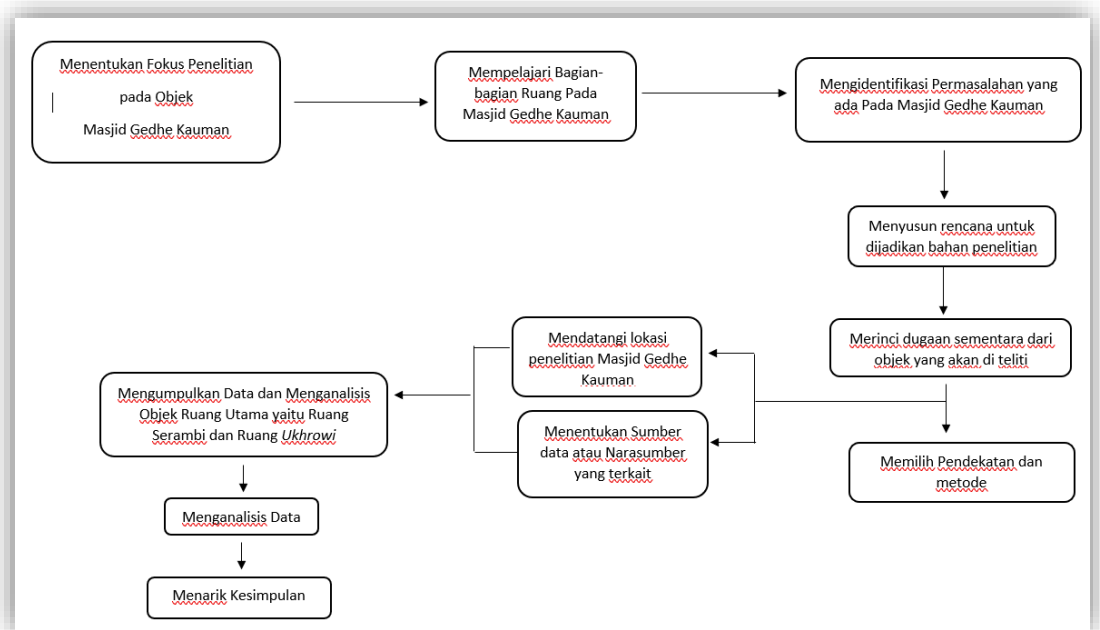 Menentukan Fokus Penelitian
pada Objek
Masjid Gedhe Kauman
Mempelajari Bagian-
bagian Ruang Pada
Masjid Gedhe Kauman
Mengidentifikasi Permasalahan yang
ada Pada Masjid Gedhe Kauman
Menyusun rencana untuk
dijadikan bahan penelitian
Merinci dugaan sementara dari
objek yang akan di teliti
Memilih Pendekatan dan
metode
Mendatangi lokasi
penelitian Masjid Gedhe
Kauman
Menentukan Sumber
data atau Narasumber
yang terkait
Mengumpulkan Data dan Menganalisis
Objek Ruang Utama yaitu Ruang
Serambi dan Ruang Ukhrowi
Menganalisis Data
Menarik Kesimpulan